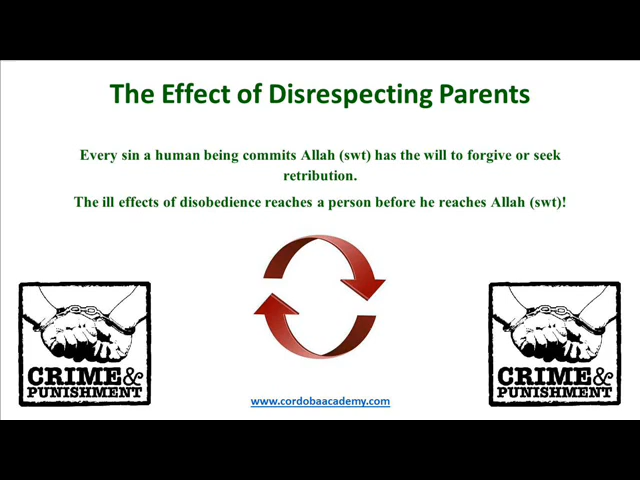 The Effect of Disrespecting Parents
Every sin a human being commits Allah (swt) has the will to forgive or seek
retribution.
The ill effects of disobedience reaches a person before he reaches Allah (swt)!
CRIME&
PUNISHMENT
CRIME&
PUNISHMENT
www.cordobaacademy.com